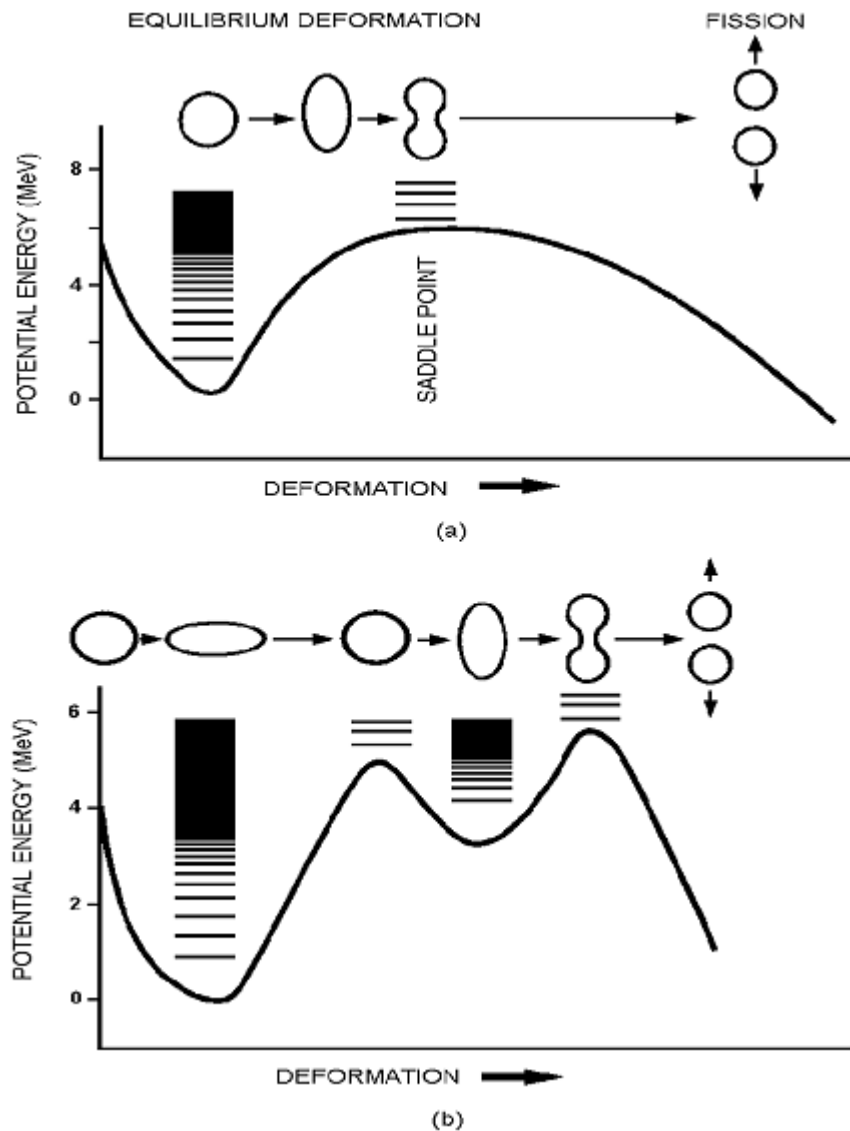 EQUILIBRIUM DEFORMATION
FISSION
POTENTIAL ENERGY (MeV)
8
4
0
SADDLE POINT
DEFORMATION
(a)
POTENTIAL ENERGY (MeV)
6
4
2
0
DEFORMATION
(b)